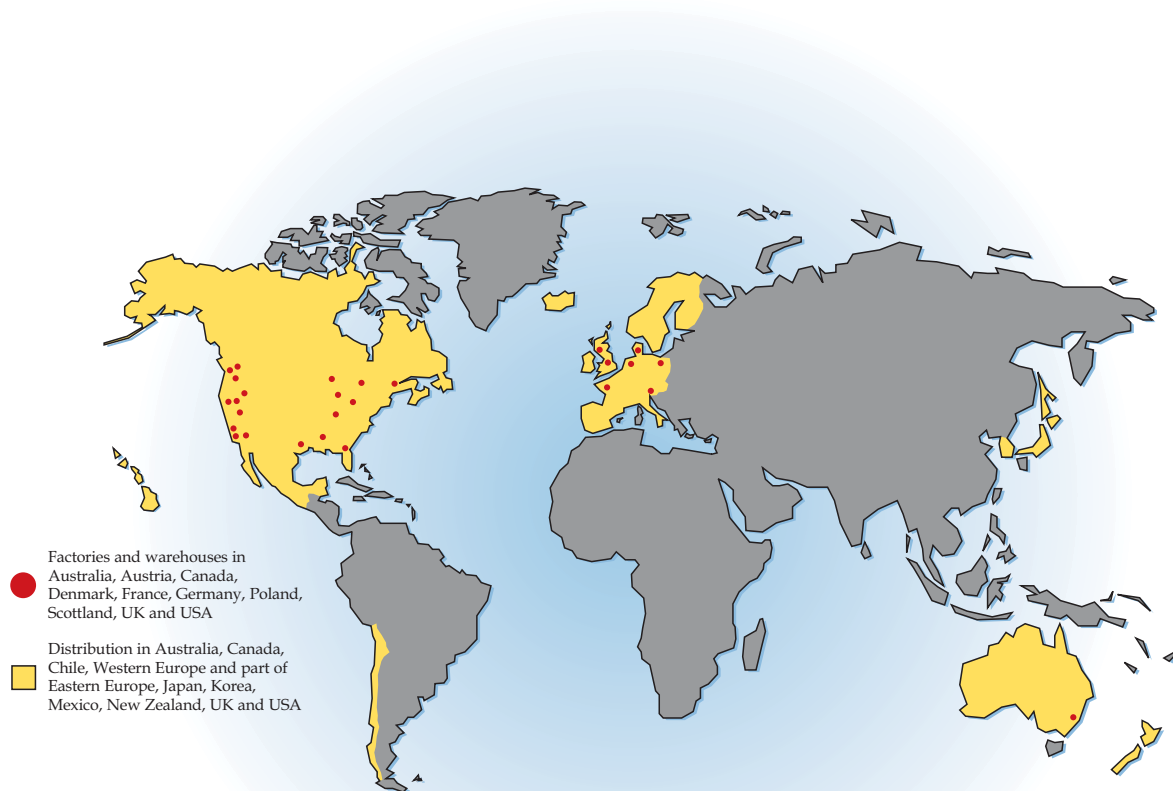 Factories and warehouses in
Australia, Austria, Canada,
Denmark, France, Germany, Poland,
Scottland, UK and USA
Distribution in Australia, Canada,
Chile, Western Europe and part of
Eastern Europe, Japan, Korea,
Mexico, New Zealand, UK and USA